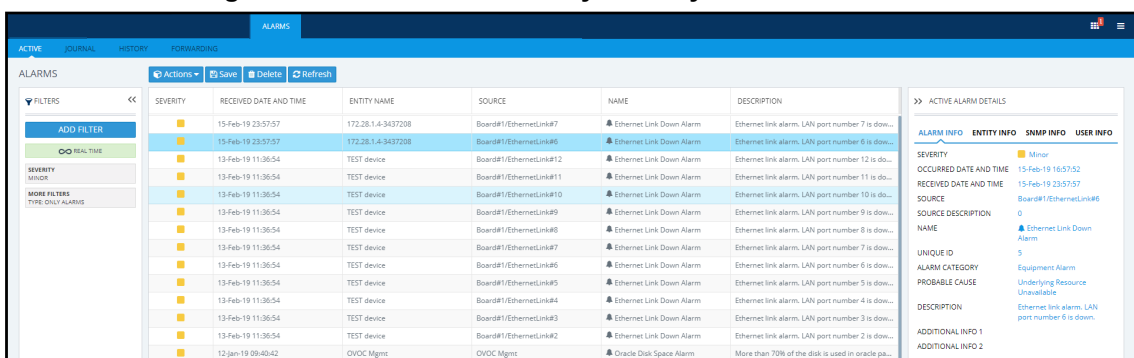 ALARMS
1
ACTIVE JOURNAL HISTORY FORWARDING
ALARMS Actions Save Delete Refresh
FILTERS <<
ADD FILTER
REAL TIME
SEVERITY
MINOR
MORE FILTERS
TYPE: ONLY ALARMS
SEVERITY RECEIVED DATE AND TIME ENTITY NAME SOURCE NAME DESCRIPTION
15-Feb-19 23:57:57 172.28.1.4-3437208 Board#1/EthernetLink#7 Ethernet Link Down Alarm Ethernet link alarm. LAN port number 7 is dow...
15-Feb-19 23:57:57 172.28.1.4-3437208 Board#1/EthernetLink#6 Ethernet Link Down Alarm Ethernet link alarm. LAN port number 6 is dow...
13-Feb-19 11:36:54 TEST device Board#1/EthernetLink#12 Ethernet Link Down Alarm Ethernet link alarm. LAN port number 12 is do...
13-Feb-19 11:36:54 TEST device Board#1/EthernetLink#11 Ethernet Link Down Alarm Ethernet link alarm. LAN port number 11 is do...
13-Feb-19 11:36:54 TEST device Board#1/EthernetLink#10 Ethernet Link Down Alarm Ethernet link alarm. LAN port number 10 is do...
13-Feb-19 11:36:54 TEST device Board#1/EthernetLink#9 Ethernet Link Down Alarm Ethernet link alarm. LAN port number 9 is dow...
13-Feb-19 11:36:54 TEST device Board#1/EthernetLink#8 Ethernet Link Down Alarm Ethernet link alarm. LAN port number 8 is dow...
13-Feb-19 11:36:54 TEST device Board#1/EthernetLink#7 Ethernet Link Down Alarm Ethernet link alarm. LAN port number 7 is dow...
13-Feb-19 11:36:54 TEST device Board#1/EthernetLink#6 Ethernet Link Down Alarm Ethernet link alarm. LAN port number 6 is dow...
13-Feb-19 11:36:54 TEST device Board#1/EthernetLink#5 Ethernet Link Down Alarm Ethernet link alarm. LAN port number 5 is dow...
13-Feb-19 11:36:54 TEST device Board#1/EthernetLink#4 Ethernet Link Down Alarm Ethernet link alarm. LAN port number 4 is dow...
13-Feb-19 11:36:54 TEST device Board#1/EthernetLink#3 Ethernet Link Down Alarm Ethernet link alarm. LAN port number 3 is dow...
13-Feb-19 11:36:54 TEST device Board#1/EthernetLink#2 Ethernet Link Down Alarm Ethernet link alarm. LAN port number 2 is dow...
12-Jan-19 09:40:42 OVOC Mgmt OVOC Mgmt Oracle Disk Space Alarm More than 70% of the disk is used in oracle pa...
>> ACTIVE ALARM DETAILS
ALARM INFO ENTITY INFO SNMP INFO USER INFO
SEVERITY Minor
OCCURRED DATE AND TIME 15-Feb-19 16:57:52
RECEIVED DATE AND TIME 15-Feb-19 23:57:57
SOURCE Board#1/EthernetLink#6
SOURCE DESCRIPTION 0
NAME Ethernet Link Down
Alarm
UNIQUE ID 5
ALARM CATEGORY Equipment Alarm
PROBABLE CAUSE Underlying Resource
Unavailable
DESCRIPTION Ethernet link alarm. LAN
port number 6 is down.
ADDITIONAL INFO 1
ADDITIONAL INFO 2